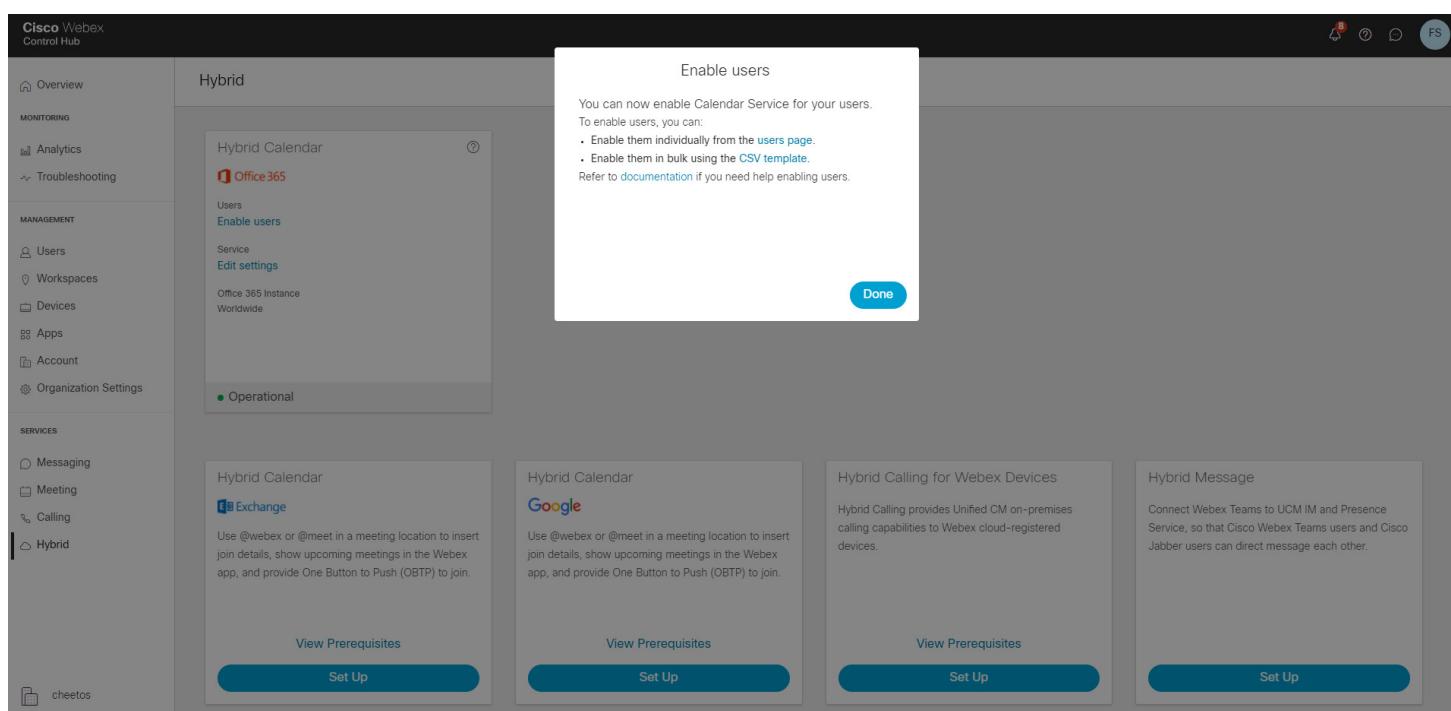 Cisco Webex
Control Hub
8
FS
Overview
MONITORING
Analytics
Troubleshooting
MANAGEMENT
Users
Workspaces
Devices
Apps
Account
Organization Settings
SERVICES
Messaging
Meeting
Calling
Hybrid
cheetos
Hybrid
Enable users
You can now enable Calendar Service for your users.
To enable users, you can:
• Enable them individually from the users page.
• Enable them in bulk using the CSV template.
Refer to documentation if you need help enabling users.
Done
Hybrid Calendar
Office 365
Users
Enable users
Service
Edit settings
Office 365 Instance
Worldwide
Operational
Hybrid Calendar
Exchange
Use @webex or @meet in a meeting location to insert
join details, show upcoming meetings in the Webex
app, and provide One Button to Push (OBTP) to join.
View Prerequisites
Set Up
Hybrid Calendar
Google
Use @webex or @meet in a meeting location to insert
join details, show upcoming meetings in the Webex
app, and provide One Button to Push (OBTP) to join.
View Prerequisites
Set Up
Hybrid Calling for Webex Devices
Hybrid Calling provides Unified CM on-premises
calling capabilities to Webex cloud-registered
devices.
View Prerequisites
Set Up
Hybrid Message
Connect Webex Teams to UCM IM and Presence
Service, so that Cisco Webex Teams users and Cisco
Jabber users can direct message each other.
Set Up